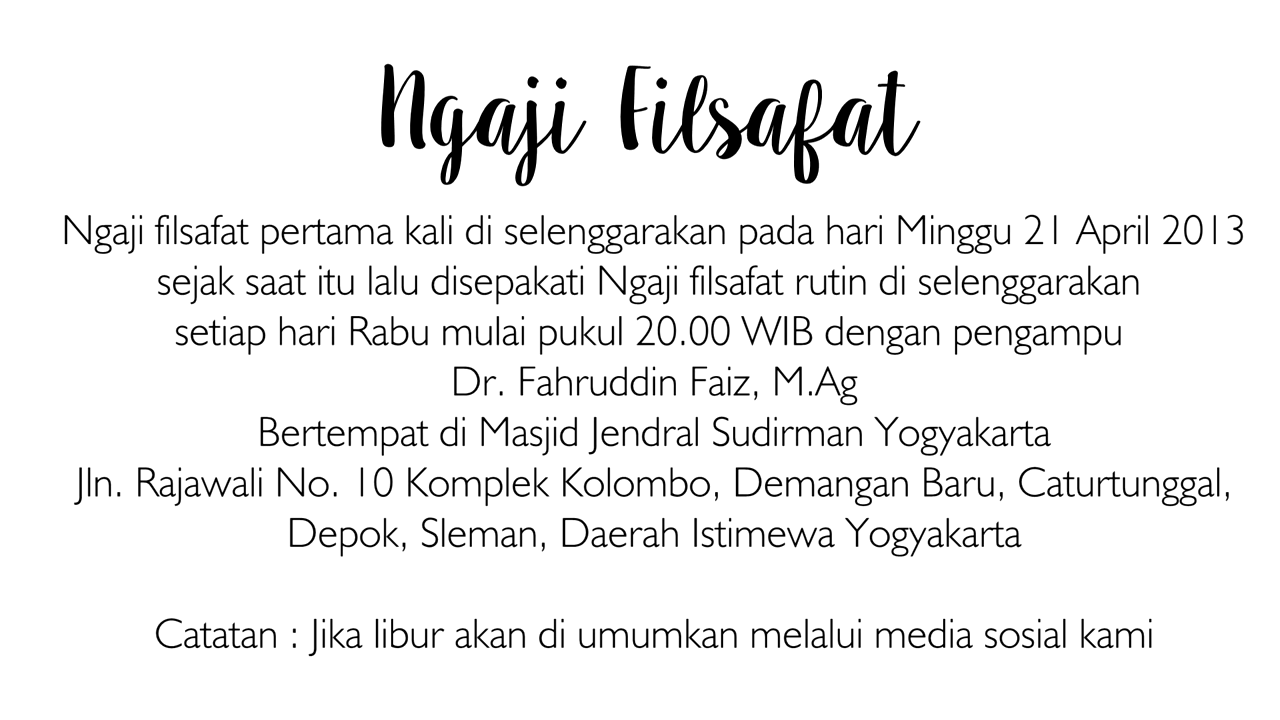 Ngaji Filsafat
Ngaji filsafat pertama kali di selenggarakan pada hari Minggu 21 April 2013
sejak saat itu lalu disepakati Ngaji filsafat rutin di selenggarakan
setiap hari Rabu mulai pukul 20.00 WIB dengan pengampu
Dr. Fahruddin Faiz, M.Ag
Bertempat di Masjid Jendral Sudirman Yogyakarta
Jln. Rajawali No. 10 Komplek Kolombo, Demangan Baru, Caturtunggal,
Depok, Sleman, Daerah Istimewa Yogyakarta
Catatan : Jika libur akan di umumkan melalui media sosial kami